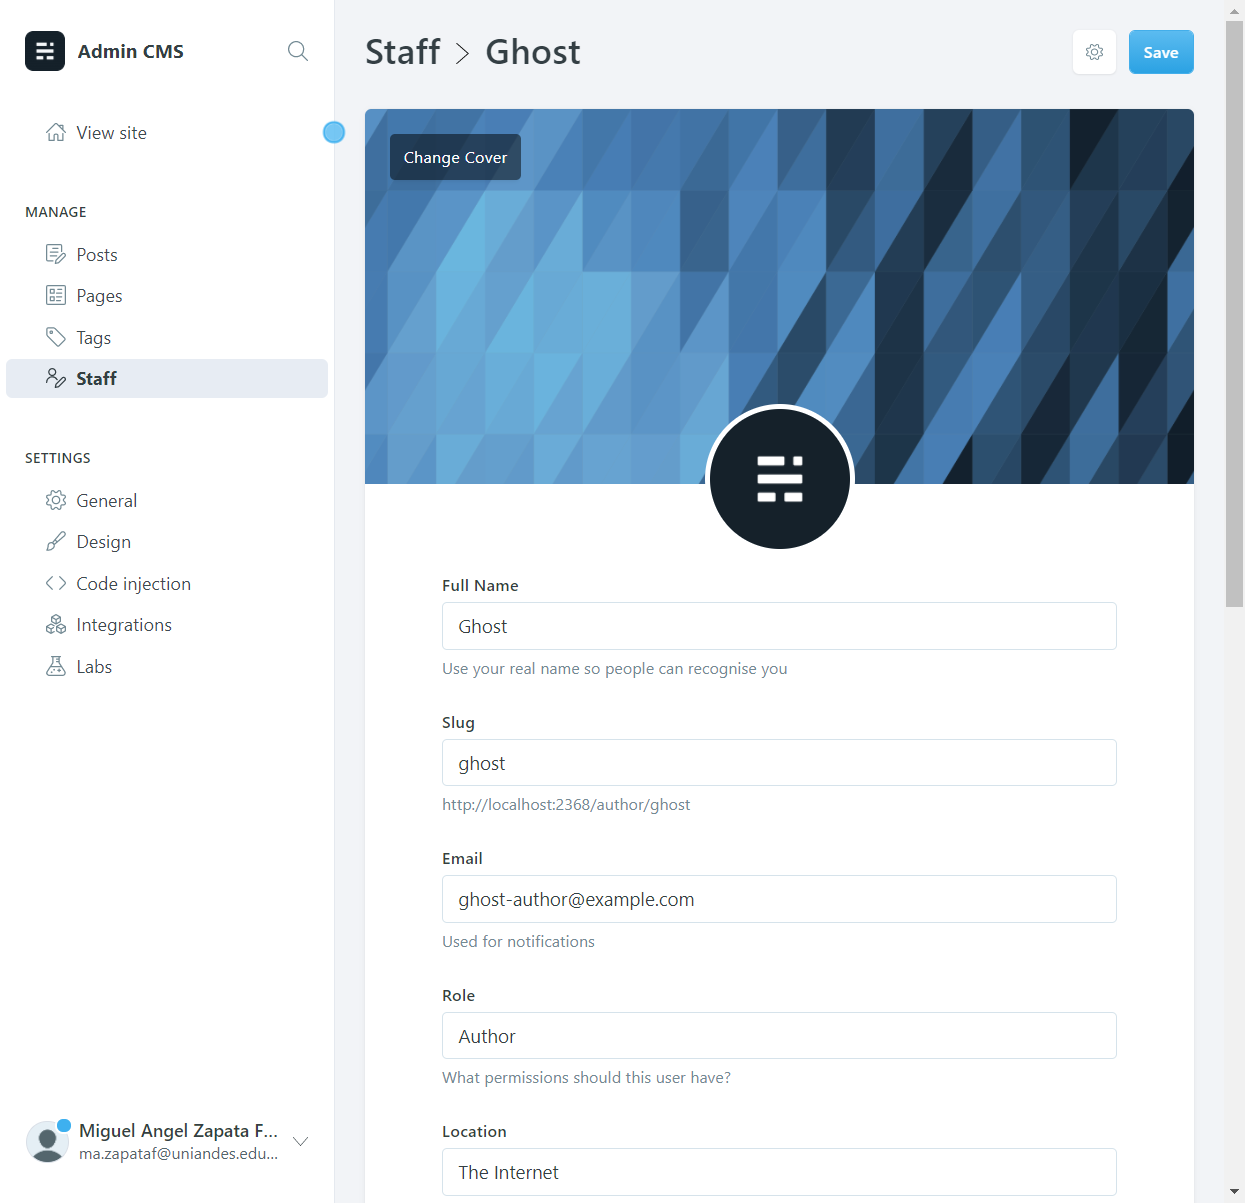 Admin CMS
View site
MANAGE
Posts
Pages
Tags
Staff
SETTINGS
General
Design
Code injection
Integrations
Labs
Miguel Angel Zapata F...
ma.zapataf@uniandes.edu...
Staff > Ghost
Save
Change Cover
Full Name
Ghost
Use your real name so people can recognise you
Slug
ghost
http://localhost:2368/author/ghost
Email
ghost-author@example.com
Used for notifications
Role
Author
What permissions should this user have?
Location
The Internet